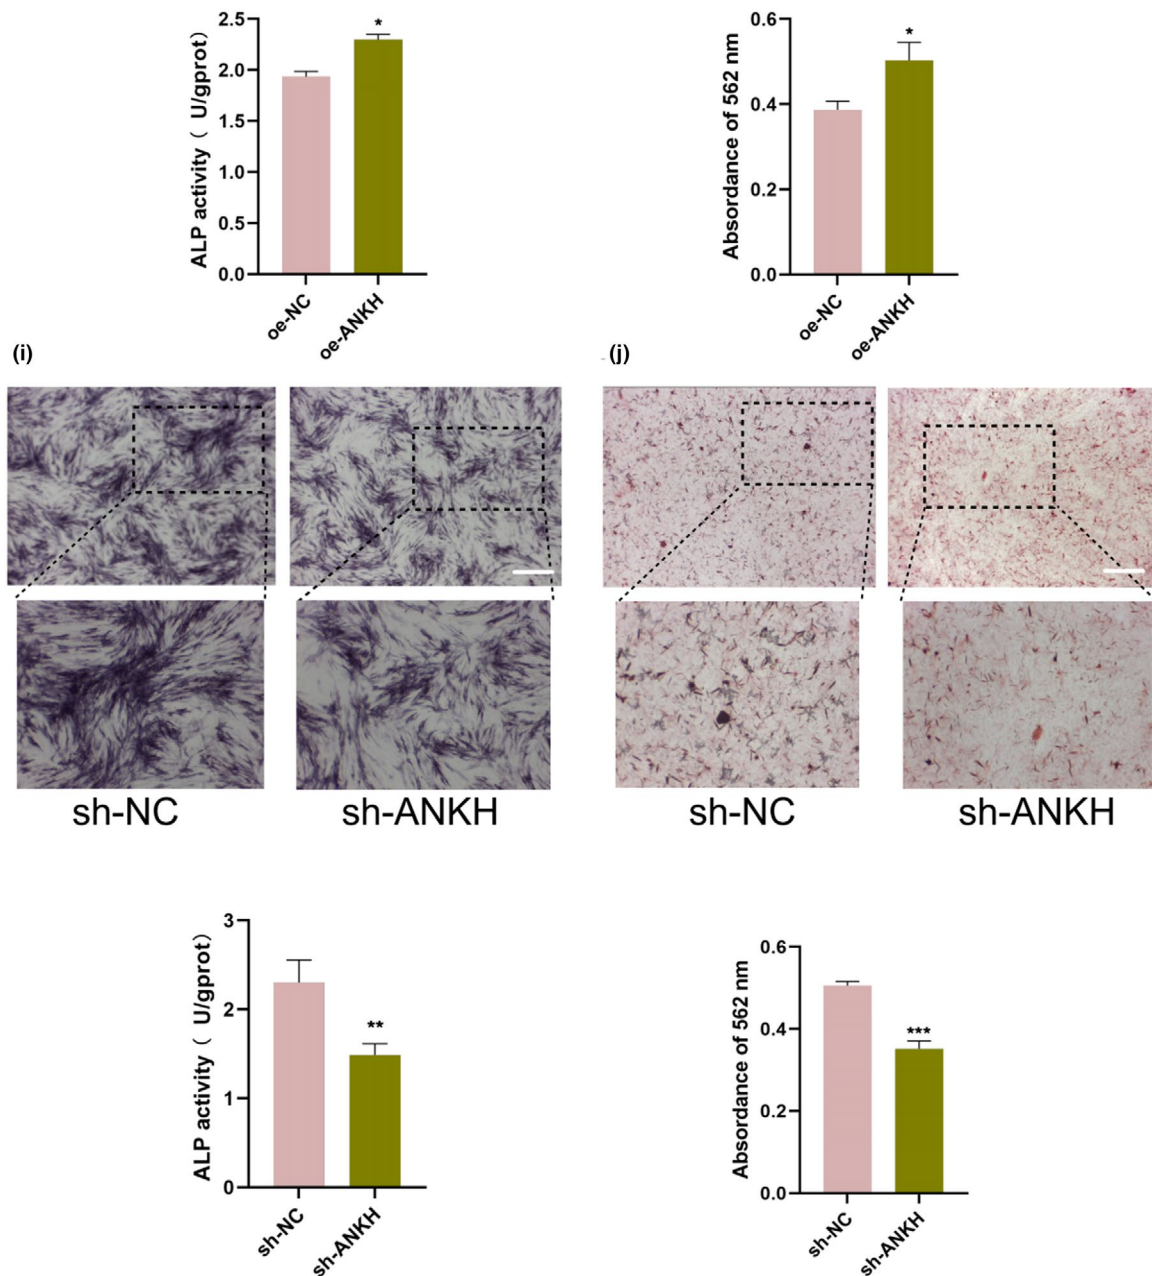 ALP activity（ U/gprot)
2.5
2.0
1.5
1.0
0.5
0.0
*
oe-NC
oe-ANKH
Absordance of 562 nm
0.6
0.4
0.2
0.0
*
oe-NC
oe-ANKH
(i)
(j)
sh-NC
sh-ANKH
sh-NC
sh-ANKH
ALP activity（ U/gprot)
3
2
1
0
**
sh-NC
sh-ANKH
Absordance of 562 nm
0.6
0.4
0.2
0.0
***
sh-NC
sh-ANKH